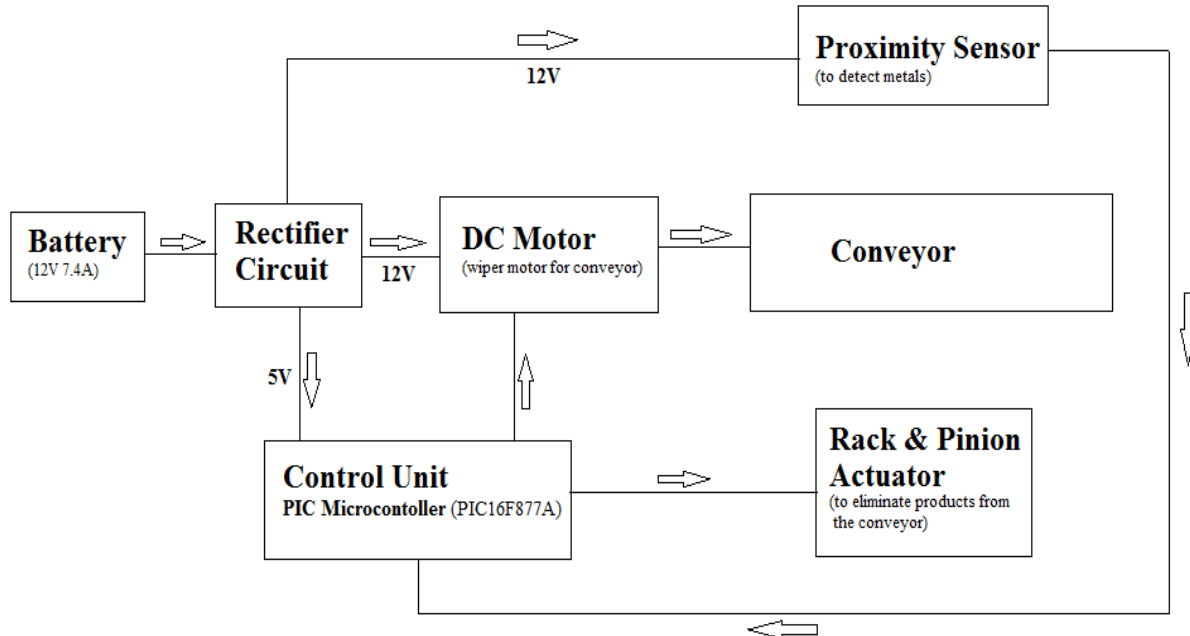 Proximity Sensor
(to detect metals)
12V
Battery
(12V 7.4A)
Rectifier
Circuit
12V
DC Motor
(wiper motor for conveyor)
Conveyor
5V
Control Unit
PIC Microcontoller (PIC16F877A)
Rack & Pinion
Actuator
(to eliminate products from
the conveyor)